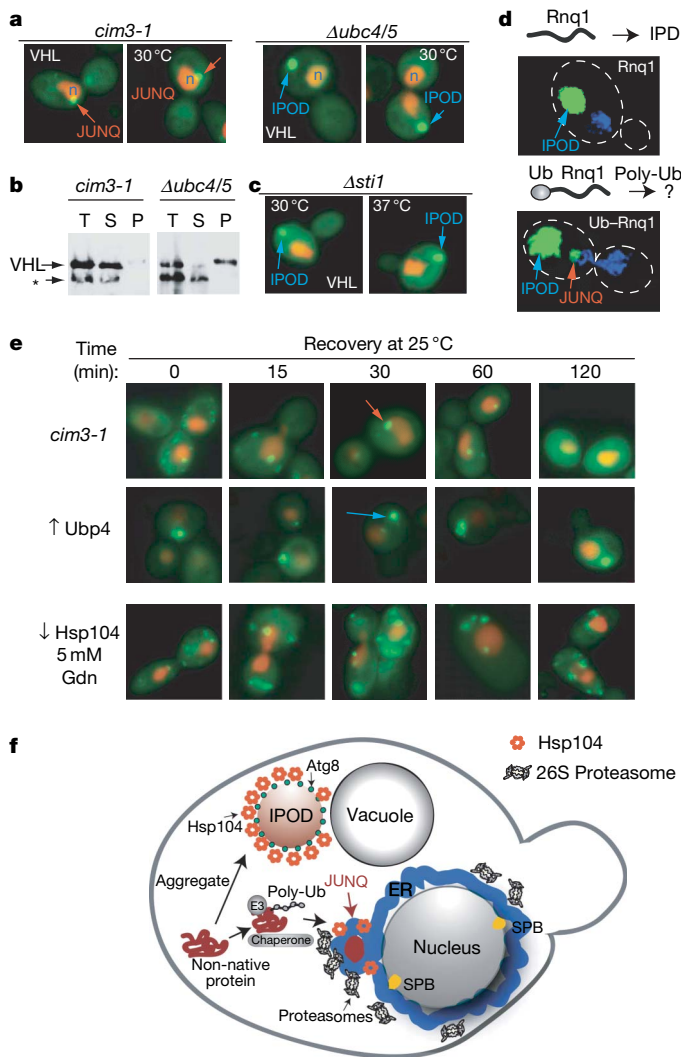 a cim3-1 Δubc4/5
VHL 30 °C 30 °C
n n n n
JUNQ JUNQ IPOD IPOD
VHL
b cim3-1 Δubc4/5
T S P T S P
VHL
*
c Δsti1
30 °C 37 °C
IPOD IPOD
VHL
d Rnq1 IPD
Rnq1
IPOD
Ub Rnq1 Poly-Ub
?
Ub–Rnq1
IPOD
JUNQ
e Time (min): Recovery at 25 °C
0 15 30 60 120
cim3-1
↑ Ubp4
↓ Hsp104
5 mM
Gdn
f
Hsp104
26S Proteasome
Atg8
IPOD
Vacuole
Hsp104
Aggregate
Poly-Ub
JUNQ
ER
E3
Chaperone
Nucleus
SPB
Non-native
protein
SPB
Proteasomes